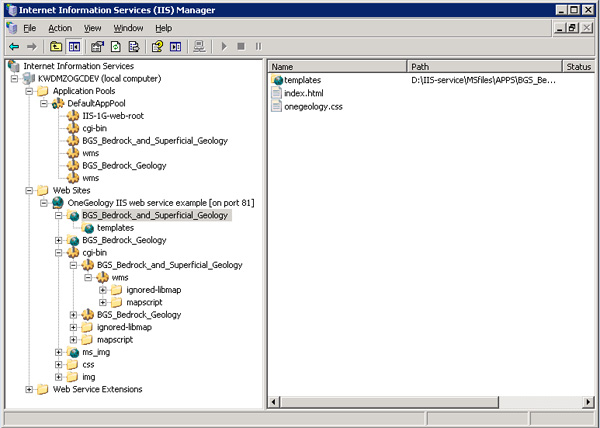 Internet Information Services (IIS) Manager
File Action View Window Help
Internet Information Services
KWDMZOGCDEV (local computer)
Application Pools
DefaultAppPool
IIS-1G-web-root
cgi-bin
BGS_Bedrock_and_Superficial_Geology
wms
BGS_Bedrock_Geology
wms
Web Sites
OneGeology IIS web service example [on port 81]
BGS_Bedrock_and_Superficial_Geology
templates
BGS_Bedrock_Geology
cgi-bin
BGS_Bedrock_and_Superficial_Geology
wms
ignored-libmap
mapscript
BGS_Bedrock_Geology
ignored-libmap
mapscript
ms_img
css
img
Web Service Extensions
Name Path Status
templates D:\IIS-service\MSfiles\APPS\BGS_Be...
index.html
onegeology.css